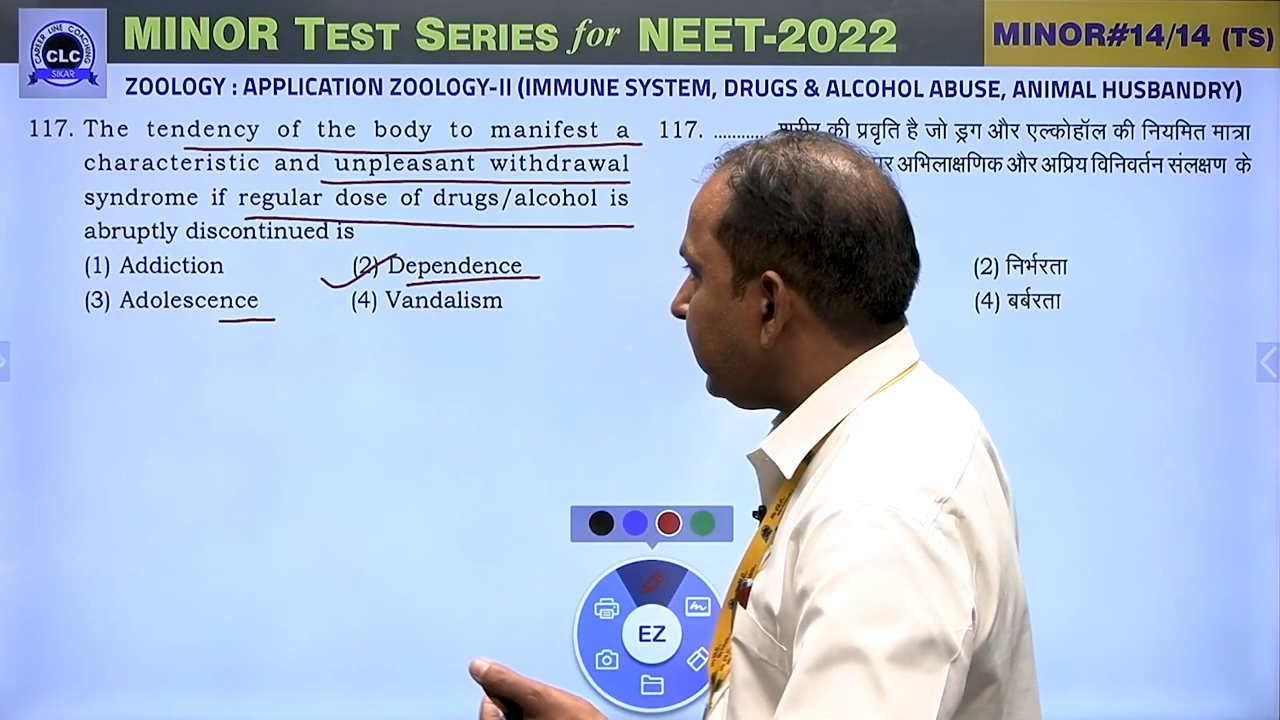 CAREER LINE COACHING
CLC
SIKAR
MINOR TEST SERIES for NEET-2022
MINOR#14/14 (TS)
ZOOLOGY : APPLICATION ZOOLOGY-II (IMMUNE SYSTEM, DRUGS & ALCOHOL ABUSE, ANIMAL HUSBANDRY)
117. The tendency of the body to manifest a
characteristic and unpleasant withdrawal
syndrome if regular dose of drugs/alcohol is
abruptly discontinued is
(1) Addiction (2) Dependence
(3) Adolescence (4) Vandalism
117. ........... शरीर की प्रवृति है जो ड्रग और एल्कोहॉल की नियमित मात्रा
अभिलाक्षणिक और अप्रिय विनिवर्तन संलक्षण के
(2) निर्भरता
(4) बर्बरता
EZ